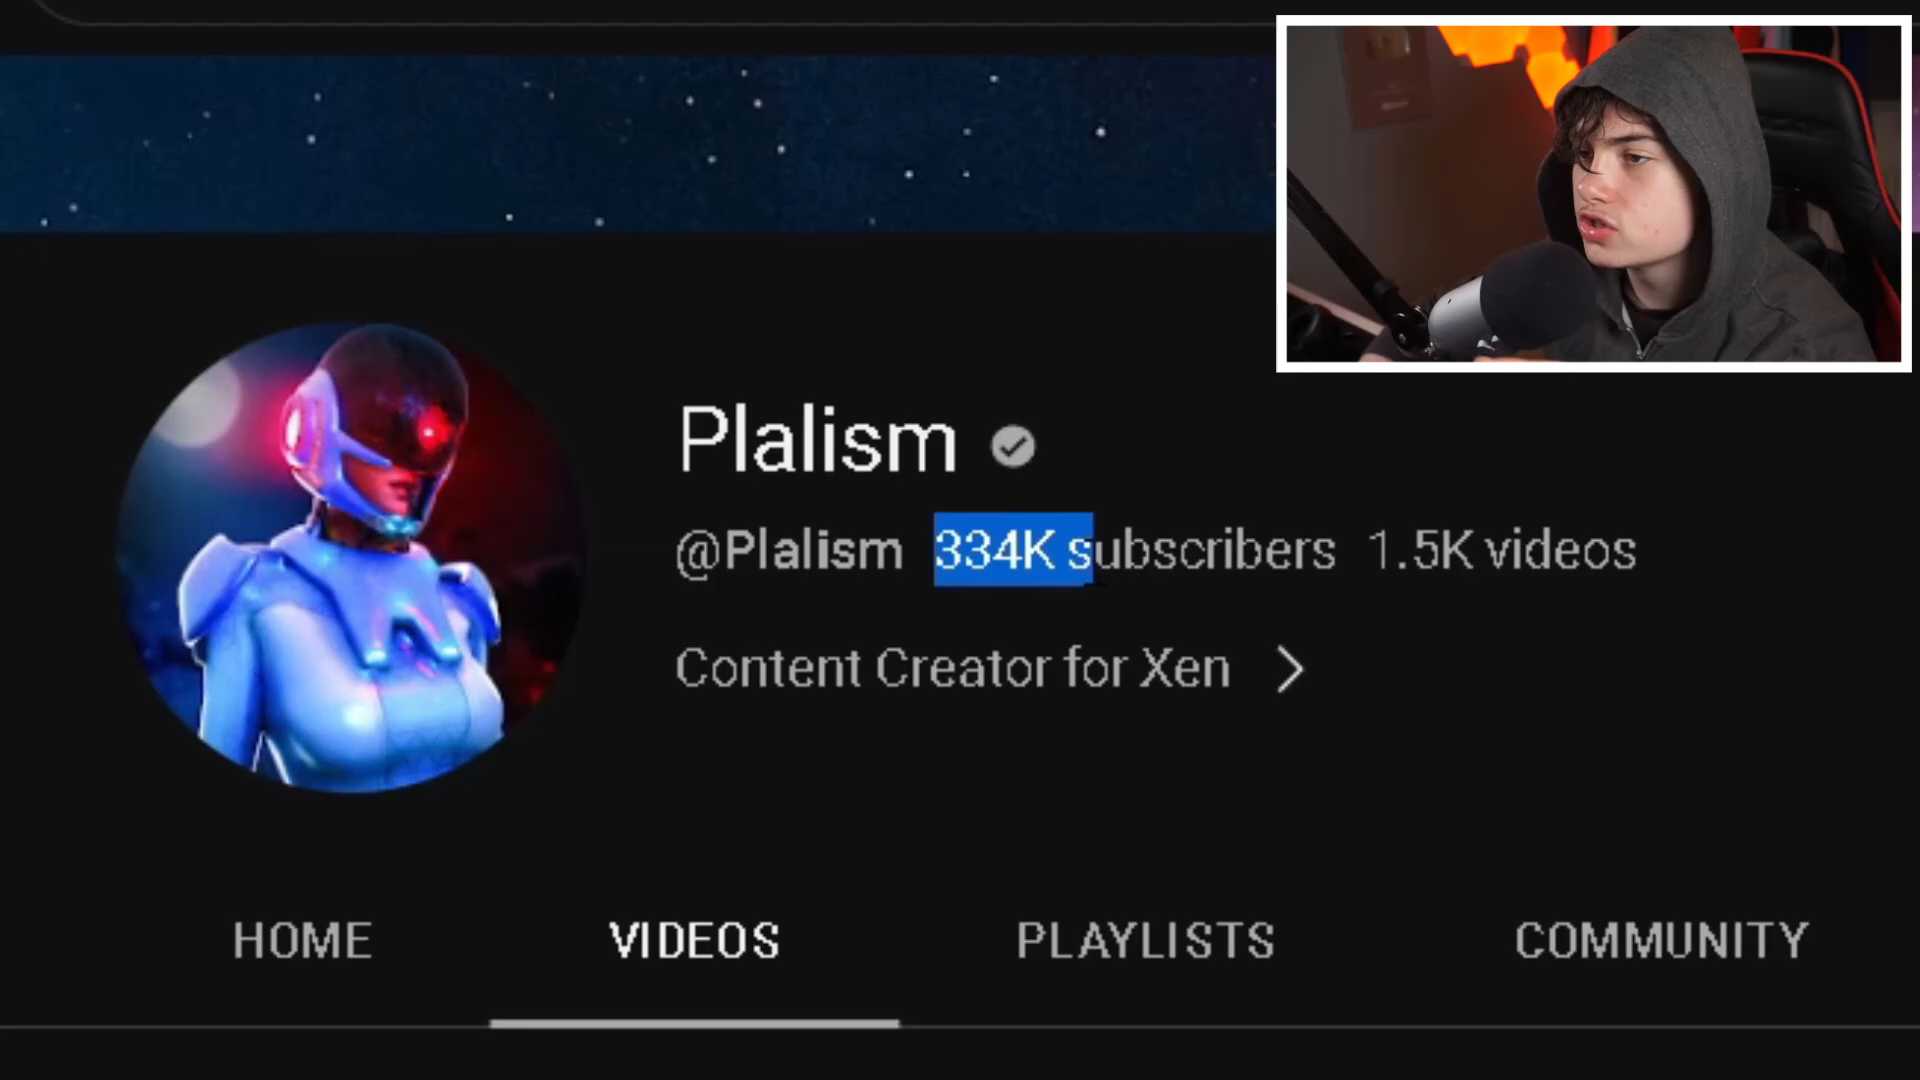 Plalism
@Plalism 334K subscribers 1.5K videos
Content Creator for Xen
HOME VIDEOS PLAYLISTS COMMUNITY